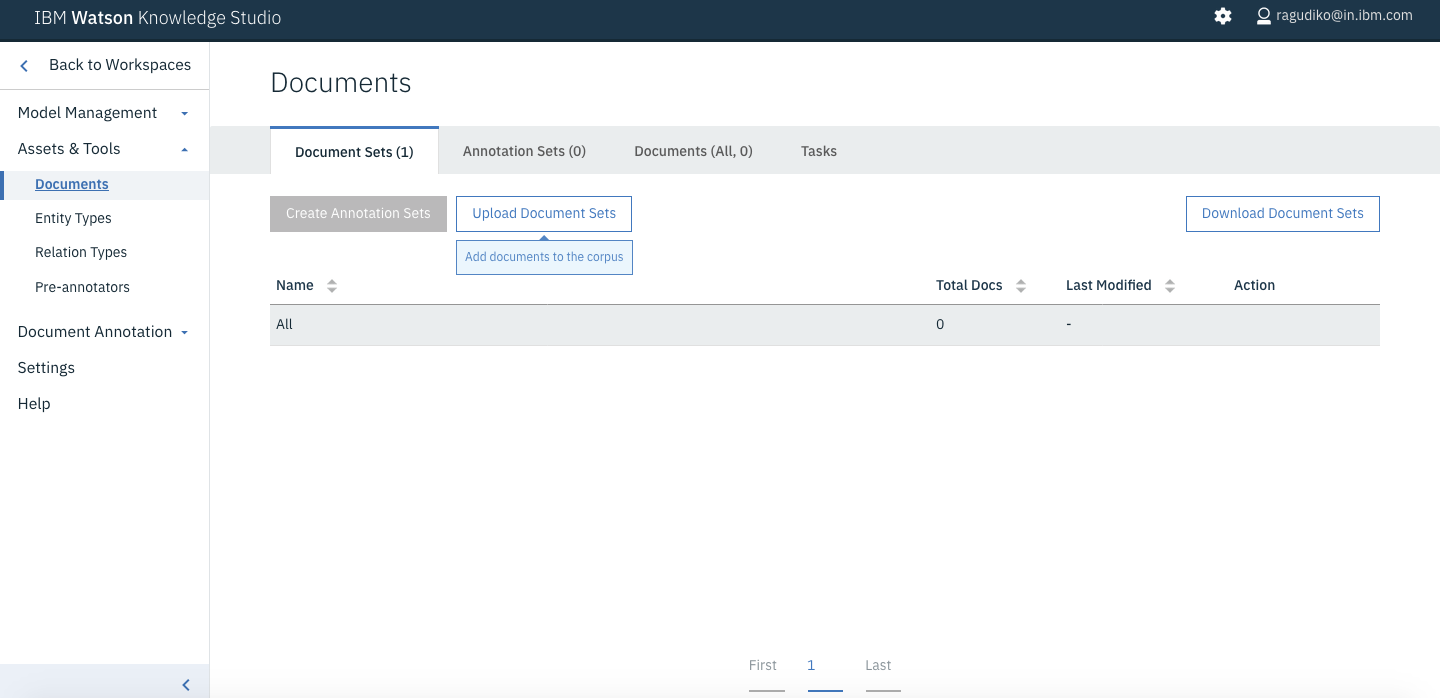 IBM Watson Knowledge Studio
ragudiko@in.ibm.com
Back to Workspaces
Model Management
Assets & Tools
Documents
Entity Types
Relation Types
Pre-annotators
Document Annotation
Settings
Help
Documents
Document Sets (1) Annotation Sets (0) Documents (All, 0) Tasks
Create Annotation Sets Upload Document Sets Download Document Sets
Add documents to the corpus
Name Total Docs Last Modified Action
All 0 -
First 1 Last